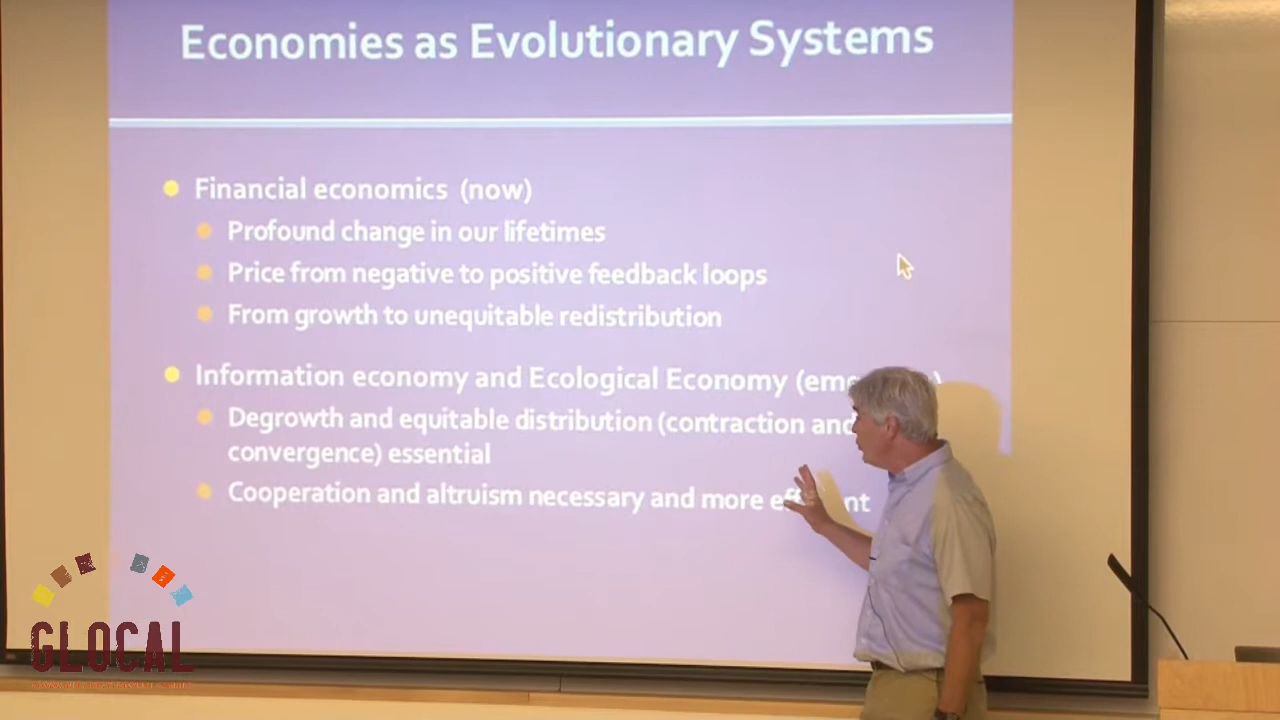 Economies as Evolutionary Systems
Financial economics (now)
Profound change in our lifetimes
Price from negative to positive feedback loops
From growth to unequitable redistribution
Information economy and Ecological Economy
Degrowth and equitable distribution (contraction and
convergence) essential
Cooperation and altruism necessary and more
GLOCAL